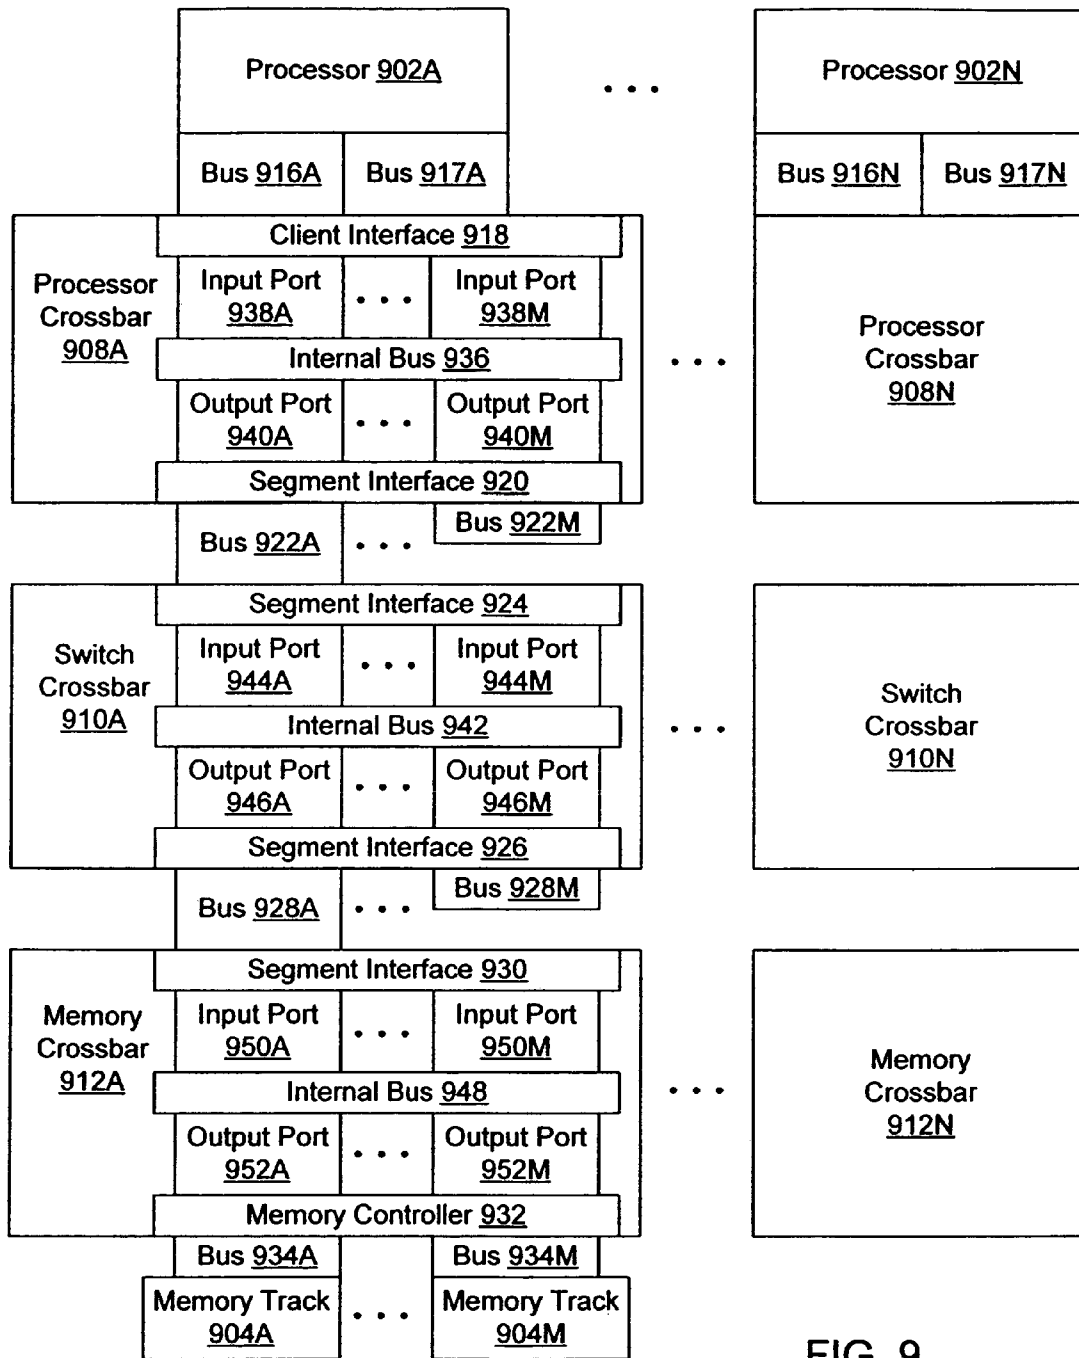 Processor 902A
Processor 902N
Bus 916A
Bus 917A
Bus 916N
Bus 917N
Client Interface 918
Processor
Crossbar
908A
Input Port
938A
Input Port
938M
Internal Bus 936
Output Port
940A
Output Port
940M
Segment Interface 920
Processor
Crossbar
908N
Bus 922A
Bus 922M
Segment Interface 924
Switch
Crossbar
910A
Input Port
944A
Input Port
944M
Internal Bus 942
Output Port
946A
Output Port
946M
Segment Interface 926
Switch
Crossbar
910N
Bus 928A
Bus 928M
Segment Interface 930
Memory
Crossbar
912A
Input Port
950A
Input Port
950M
Internal Bus 948
Output Port
952A
Output Port
952M
Memory Controller 932
Memory
Crossbar
912N
Bus 934A
Bus 934M
Memory Track
904A
Memory Track
904M
FIG. 9